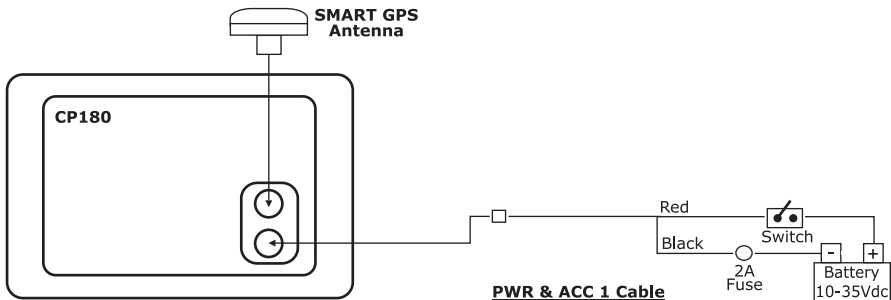 SMART GPS
Antenna
CP180
Red
Switch
Black
2A
Fuse
- +
Battery
10-35Vdc
PWR & ACC 1 Cable